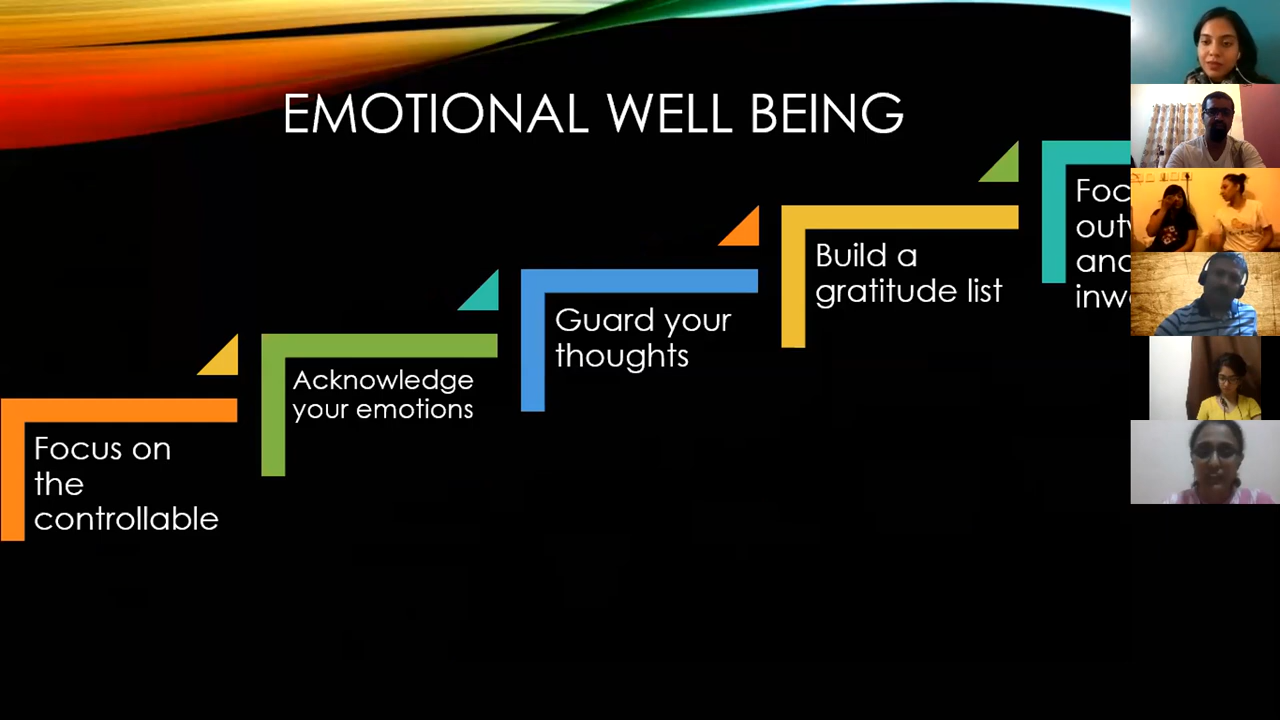 EMOTIONAL WELL BEING
Focus on
the
controllable
Acknowledge
your emotions
Guard your
thoughts
Build a
gratitude list